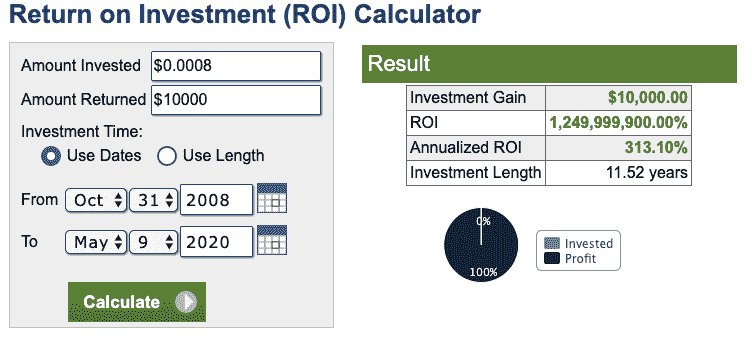 Return on Investment (ROI) Calculator
Amount Invested $0.0008
Amount Returned $10000
Investment Time:
Use Dates Use Length
From Oct 31 2008
To May 9 2020
Calculate
Result
Investment Gain $10,000.00
ROI 1,249,999,900.00%
Annualized ROI 313.10%
Investment Length 11.52 years
0%
100%
Invested
Profit